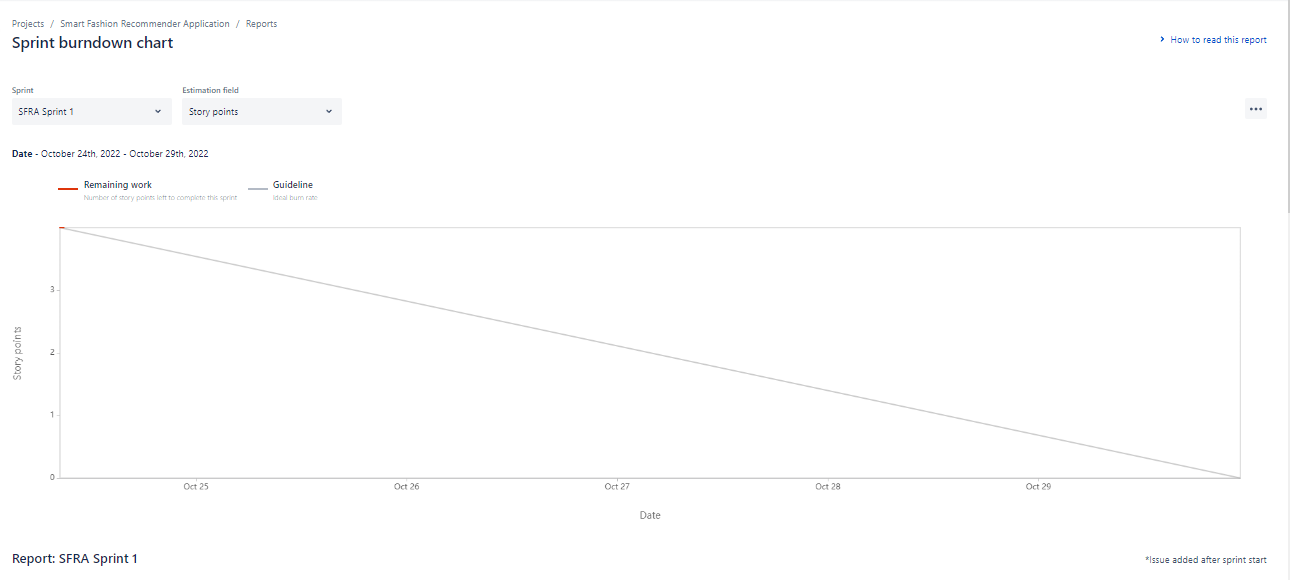 Projects / Smart Fashion Recommender Application / Reports
Sprint burndown chart
How to read this report
Sprint
Estimation field
SFRA Sprint 1
Story points
Date - October 24th, 2022 - October 29th, 2022
Remaining work
Number of story points left to complete this sprint
Guideline
Ideal burn rate
3
2
1
0
Story points
Oct 25 Oct 26 Oct 27 Oct 28 Oct 29
Date
Report: SFRA Sprint 1
*Issue added after sprint start